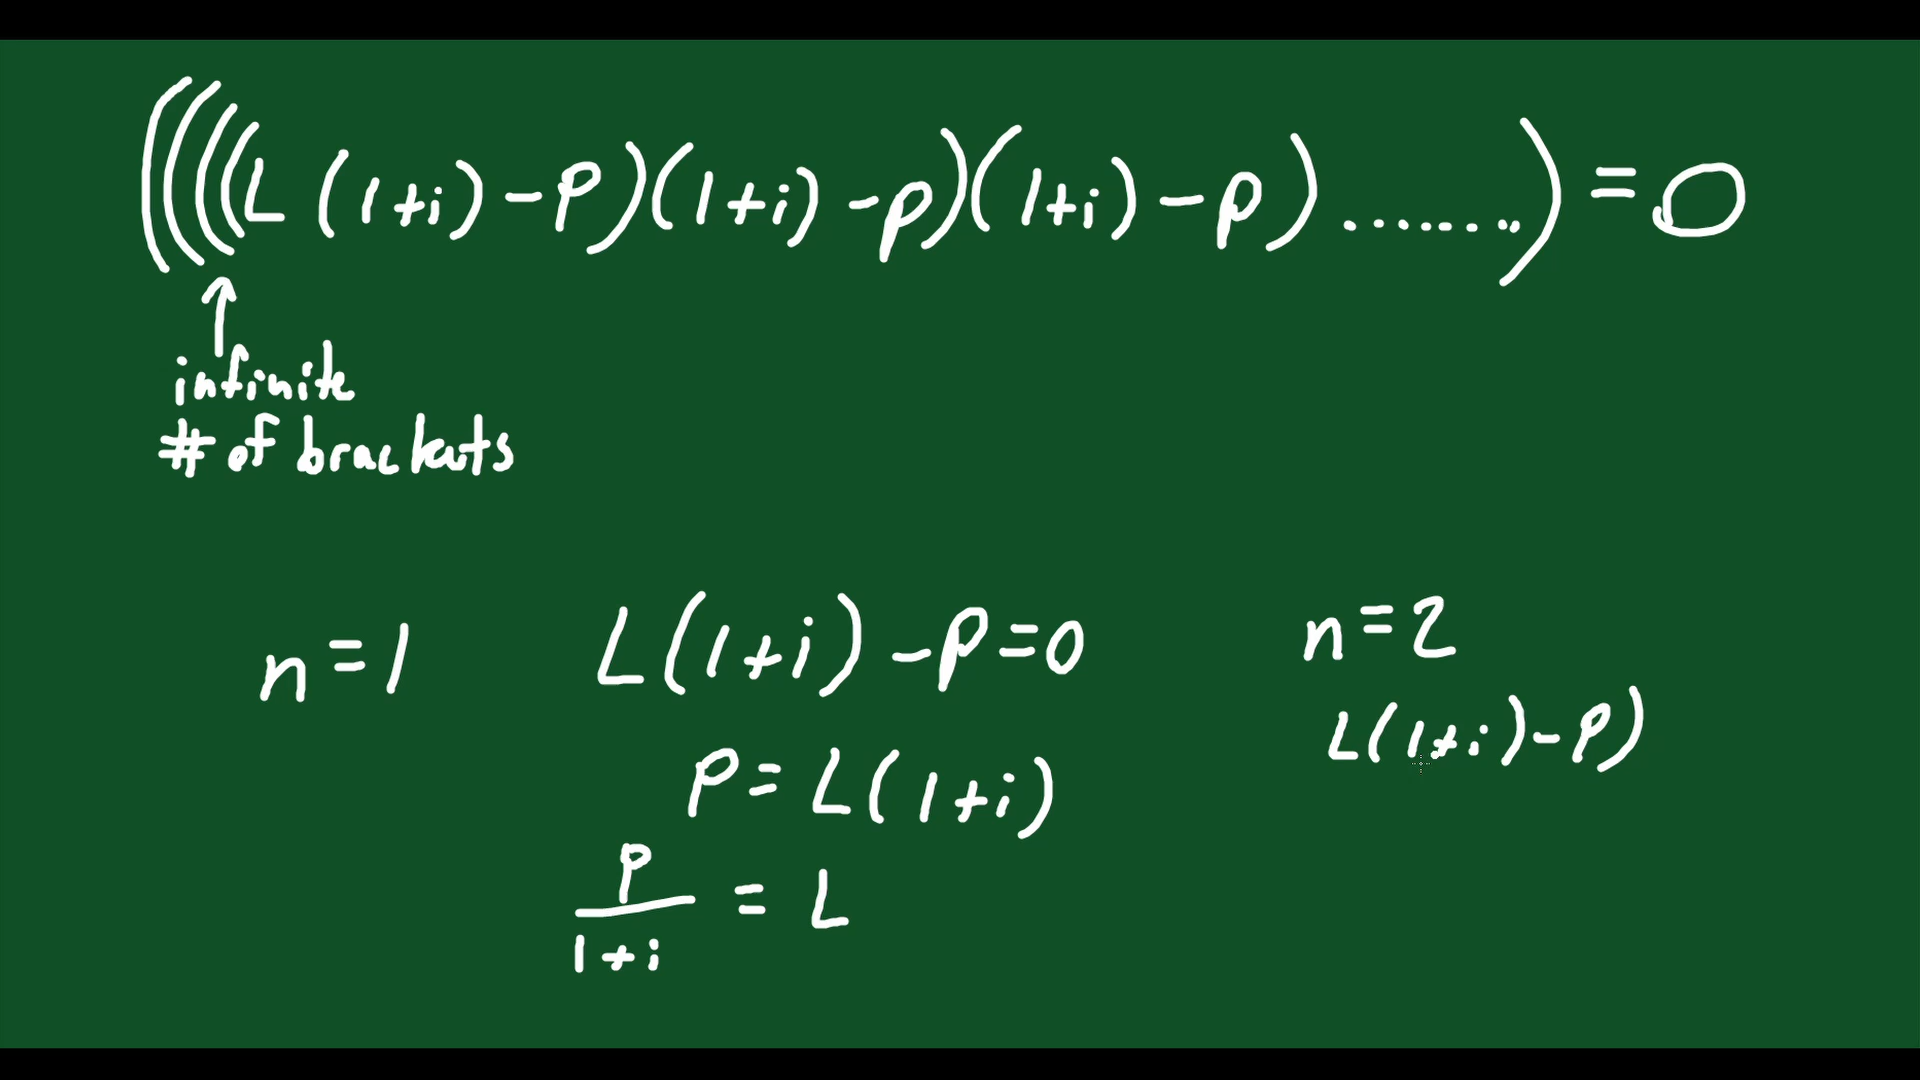 ((((L (1+i) - P)(1+i) - p)(1+i) - p) ........) = 0
infinite
# of brackets
n = 1
L(1+i) - P = 0
P = L(1+i)
P/1+i = L
n = 2
L(1+i) - P)